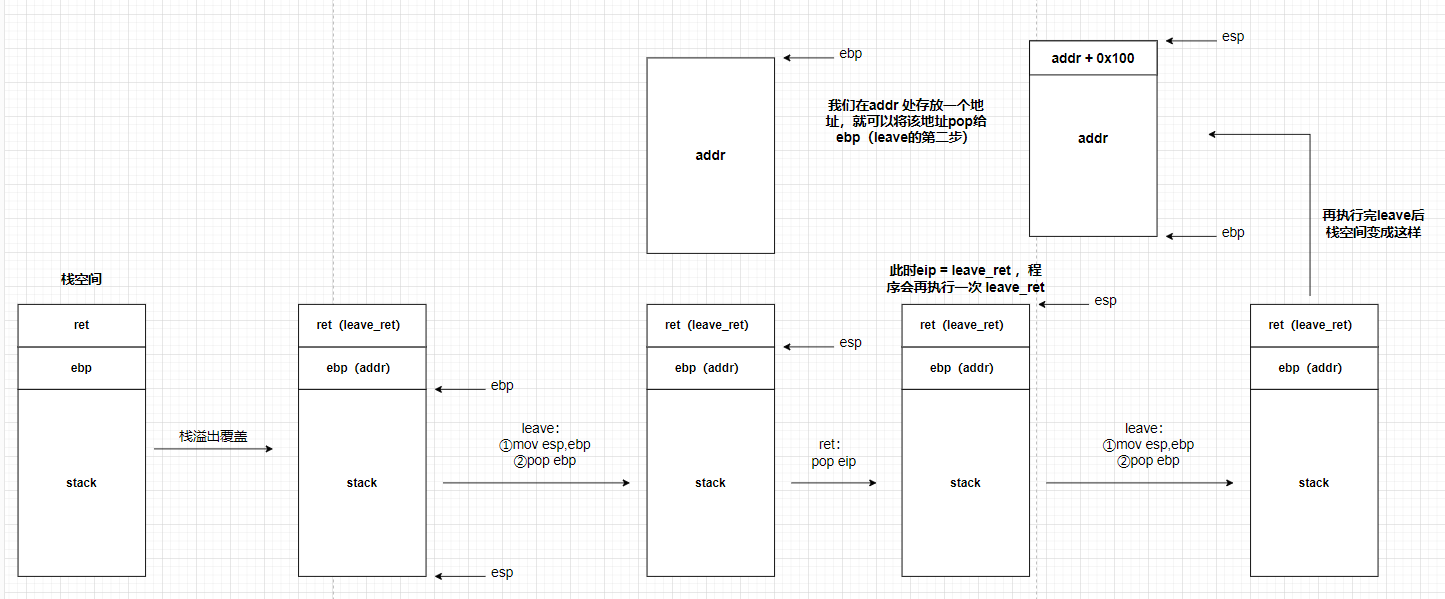 ebp
esp
addr + 0x100
我们在addr 处存放一个地
址，就可以将该地址pop给
ebp（leave的第二步）
addr
addr
ebp
再执行完leave后
栈空间变成这样
栈空间
此时eip = leave_ret ，程
序会再执行一次 leave_ret
esp
ret
ret（leave_ret）
ret（leave_ret）
esp
ret（leave_ret）
ret（leave_ret）
ebp
ebp（addr）
ebp
ebp（addr）
ebp（addr）
ebp（addr）
栈溢出覆盖
leave：
①mov esp,ebp
②pop ebp
ret：
pop eip
leave：
①mov esp,ebp
②pop ebp
stack
stack
stack
stack
stack
esp